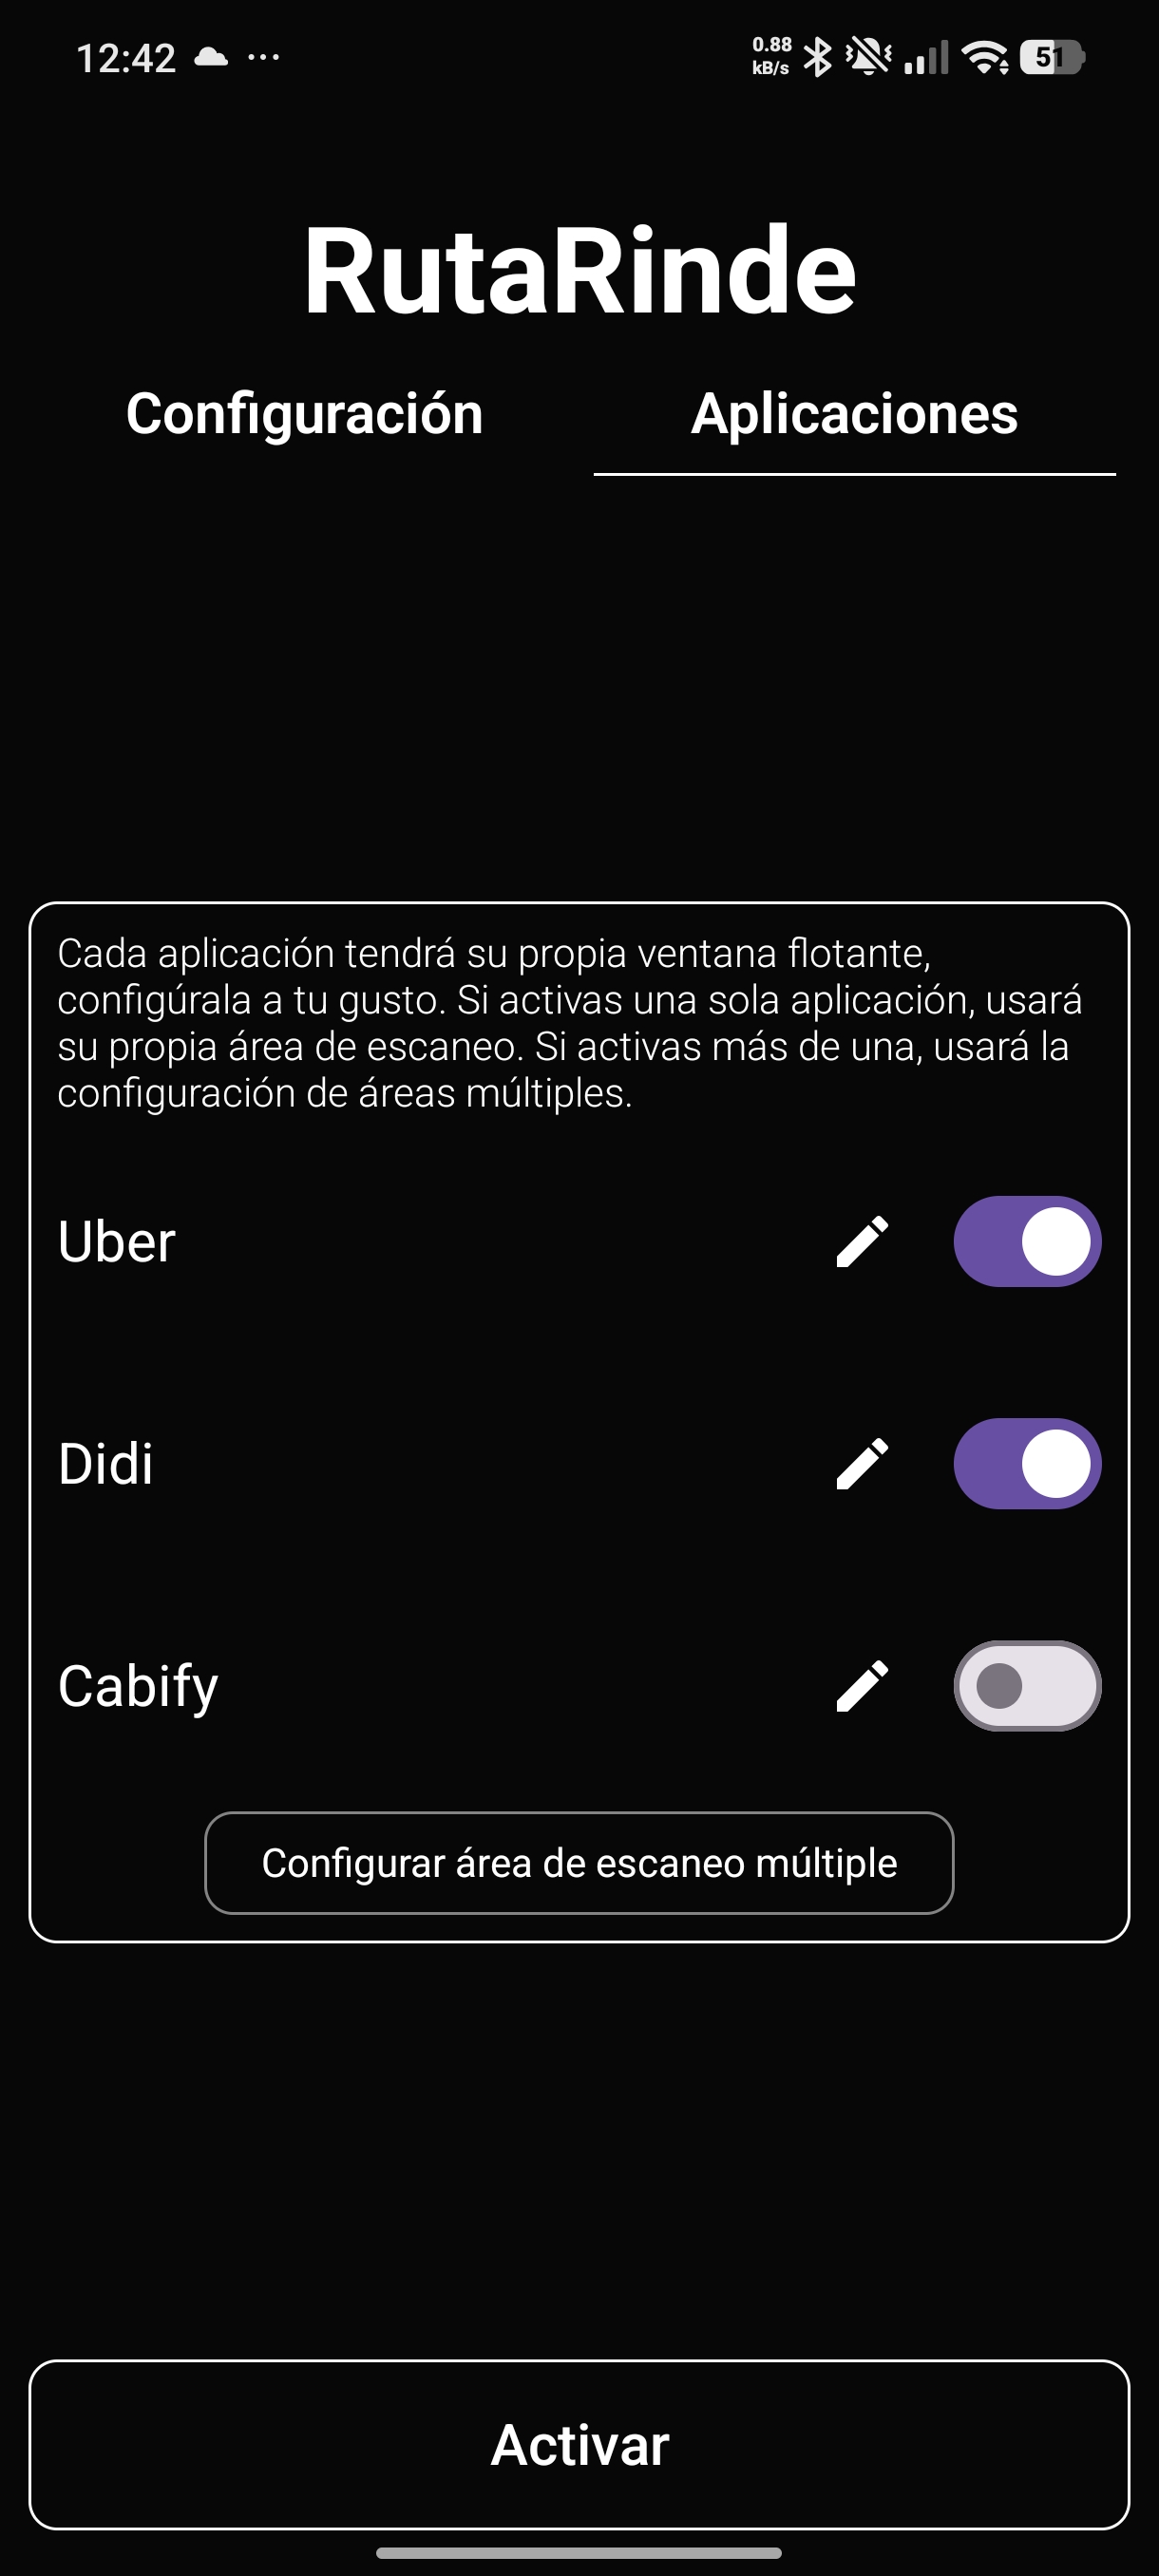 12:42
0.88
kB/s
51
RutaRinde
Configuración
Aplicaciones
Cada aplicación tendrá su propia ventana flotante,
configúrala a tu gusto. Si activas una sola aplicación, usará
su propia área de escaneo. Si activas más de una, usará la
configuración de áreas múltiples.
Uber
Didi
Cabify
Configurar área de escaneo múltiple
Activar